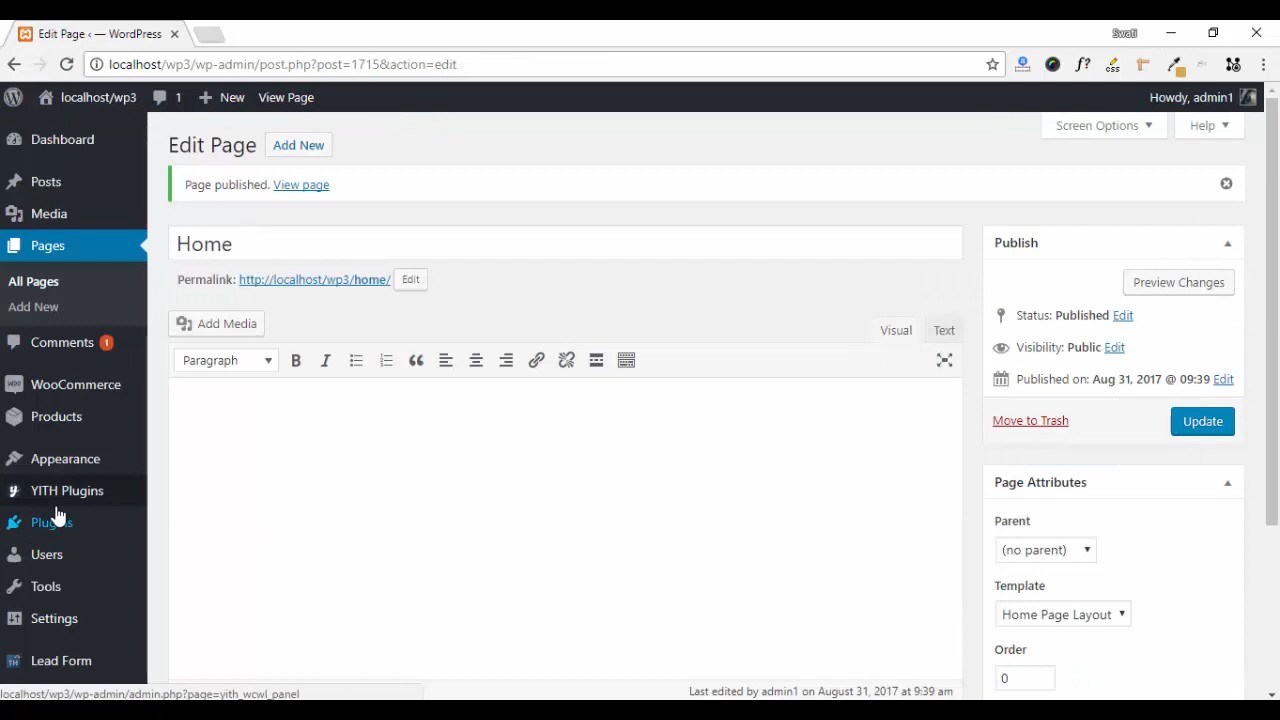 Edit Page ‹ — WordPress
Swati
localhost/wp3/wp-admin/post.php?post=1715&action=edit
f?
css
localhost/wp3
1
New
View Page
Howdy, admin1
Dashboard
Posts
Media
Pages
All Pages
Add New
Comments 1
WooCommerce
Products
Appearance
YITH Plugins
Plugins
Users
Tools
Settings
Lead Form
Screen Options
Help
Edit Page
Add New
Page published. View page
Home
Permalink: http://localhost/wp3/home/ Edit
Add Media
Visual
Text
Paragraph
B
I
Last edited by admin1 on August 31, 2017 at 9:39 am
Publish
Preview Changes
Status: Published Edit
Visibility: Public Edit
Published on: Aug 31, 2017 @ 09:39 Edit
Move to Trash
Update
Page Attributes
Parent
(no parent)
Template
Home Page Layout
Order
0
localhost/wp3/wp-admin/admin.php?page=yith_wcwl_panel